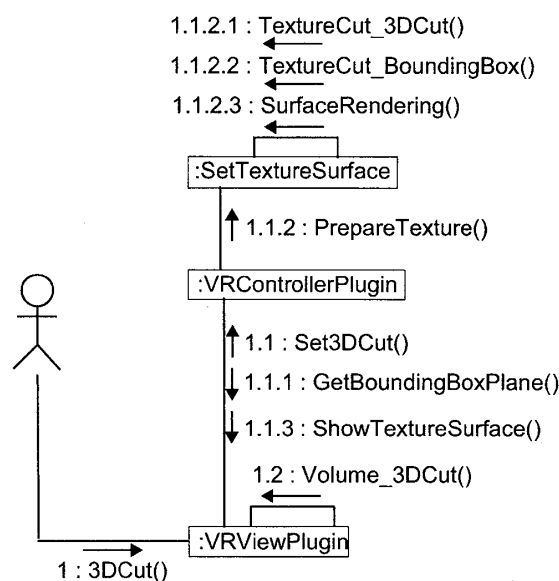 1.1.2.1 : TextureCut_3DCut()
1.1.2.2 : TextureCut_BoundingBox()
1.1.2.3 : SurfaceRendering()
:SetTextureSurface
1.1.2 : PrepareTexture()
:VRControllerPlugin
1.1 : Set3DCut()
1.1.1 : GetBoundingBoxPlane()
1.1.3 : ShowTextureSurface()
1.2 : Volume_3DCut()
:VRViewPlugin
1 : 3DCut()